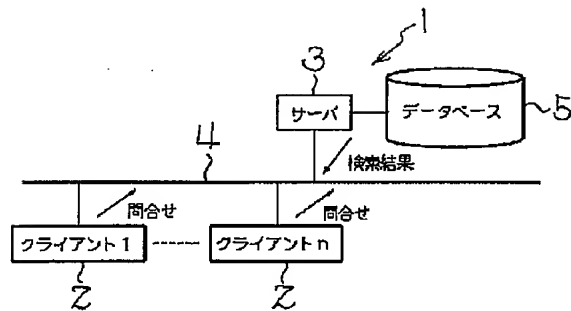 1
3
サーバ
データベース
5
4
検索結果
問合せ
問合せ
クライアント1
クライアントn
2
2